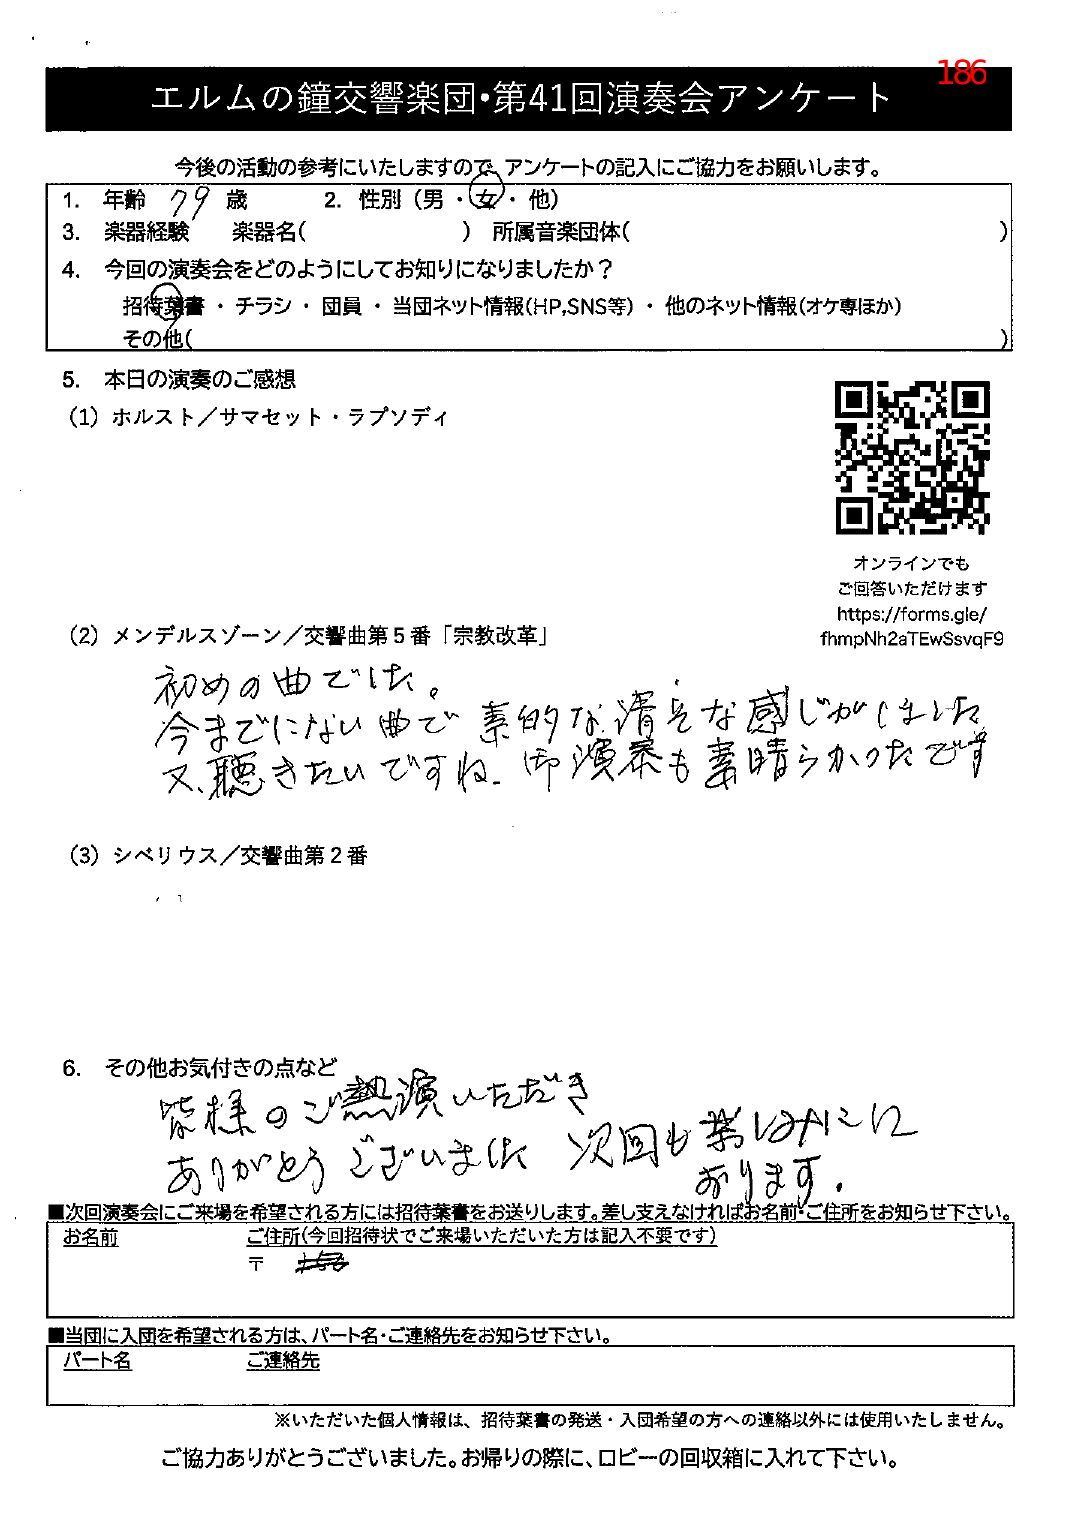 186
エルムの鐘交響楽団・第41回演奏会アンケート
今後の活動の参考にいたしますので、アンケートの記入にご協力をお願いします。
1. 年齢 79 歳 2. 性別（男 ・ 女 ・ 他）
3. 楽器経験 楽器名( ) 所属音楽団体( )
4. 今回の演奏会をどのようにしてお知りになりましたか？
招待葉書 ・ チラシ ・ 団員 ・ 当団ネット情報(HP,SNS等) ・ 他のネット情報(オケ専ほか)
その他( )
5. 本日の演奏のご感想
（1）ホルスト／サマセット・ラプソディ
オンラインでも
ご回答いただけます
https://forms.gle/
fhmpNh2aTEwSsvqF9
（2）メンデルスゾーン／交響曲第５番「宗教改革」
初めの曲でした。
今までにない曲で 素的な清そな感じがしました
又、聴きたいですね. 御演奏も素晴らかったです
（3）シベリウス／交響曲第２番
6. その他お気付きの点など
皆様のご熱演いただき
ありがとうございました 次回も楽しみに
おります.
■次回演奏会にご来場を希望される方には招待葉書をお送りします。差し支えなければお名前・ご住所をお知らせ下さい。
お名前 ご住所(今回招待状でご来場いただいた方は記入不要です)
〒
■当団に入団を希望される方は、パート名・ご連絡先をお知らせ下さい。
パート名 ご連絡先
※いただいた個人情報は、招待葉書の発送・入団希望の方への連絡以外には使用いたしません。
ご協力ありがとうございました。お帰りの際に、ロビーの回収箱に入れて下さい。